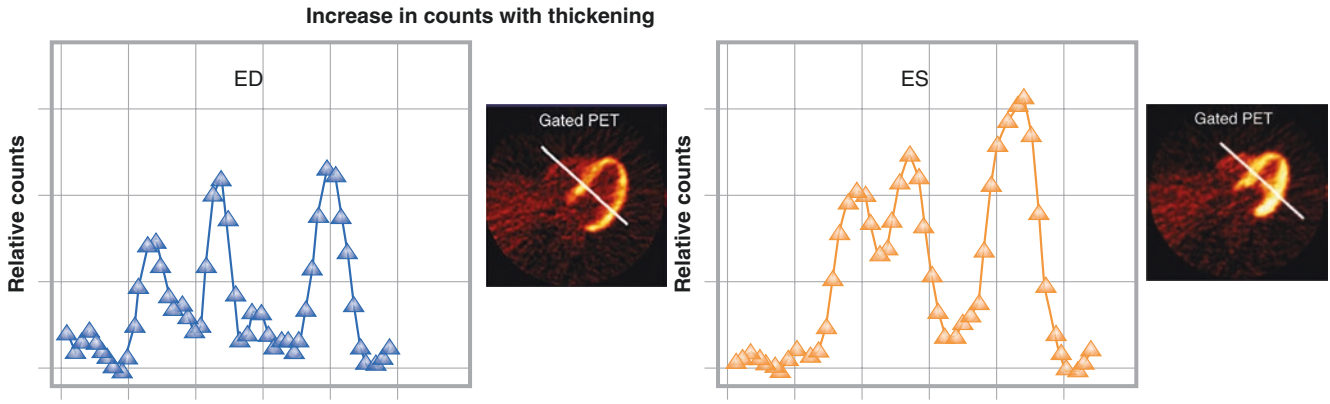 Increase in counts with thickening
Relative counts
ED
Gated PET
Relative counts
ES
Gated PET